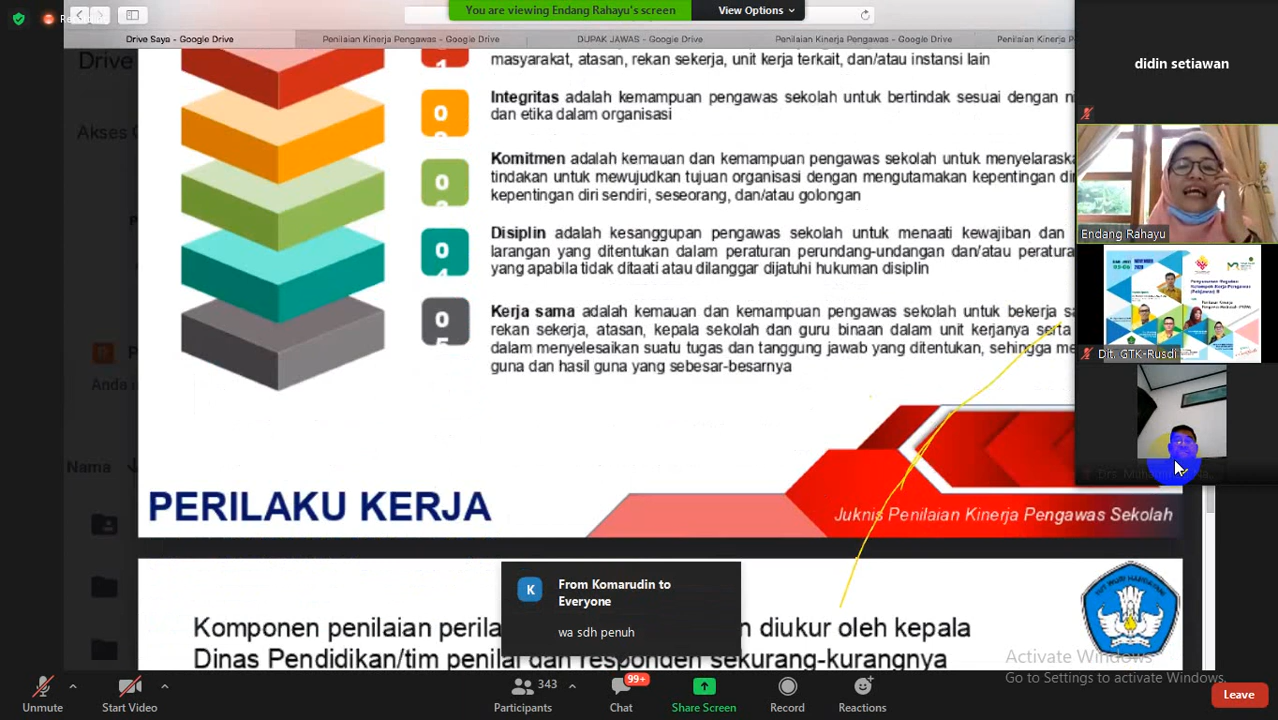 You are viewing Endang Rahayu's screen
View Options
Drive Saya - Google Drive
Penilaian Kinerja Pengawas - Google Drive
DUPAK JAWAS - Google Drive
Penilaian Kinerja Pengawas - Google Drive
Penilaian Kinerja P
Drive
Akses
Nama
didin setiawan
Endang Rahayu
Dit. GTK-Rusdi
masyarakat, atasan, rekan sekerja, unit kerja terkait, dan/atau instansi lain
Integritas adalah kemampuan pengawas sekolah untuk bertindak sesuai dengan
dan etika dalam organisasi
Komitmen adalah kemauan dan kemampuan pengawas sekolah untuk menyelaraska
tindakan untuk mewujudkan tujuan organisasi dengan mengutamakan kepentingan
kepentingan diri sendiri, seseorang, dan/atau golongan
04
Disiplin adalah kesanggupan pengawas sekolah untuk menaati kewajiban dan
larangan yang ditentukan dalam peraturan perundang-undangan dan/atau peratura
yang apabila tidak ditaati atau dilanggar dijatuhi hukuman disiplin
Kerja sama adalah kemauan dan kemampuan pengawas sekolah untuk bekerja
rekan sekerja, atasan, kepala sekolah dan guru binaan dalam unit kerjanya serta
dalam menyelesaikan suatu tugas dan tanggung jawab yang ditentukan, sehingga
guna dan hasil guna yang sebesar-besarnya
PERILAKU KERJA
Juknis Penilaian Kinerja Pengawas Sekolah
From Komarudin to
Everyone
wa sdh penuh
Komponen penilaian diukur oleh kepala
Dinas Pendidikan/tim penilai dan responden sekurang-kurangnya
Activate Windows
Go to Settings to activate Windows.
Unmute
Start Video
343
Participants
99+
Chat
Share Screen
Record
Reactions
Leave